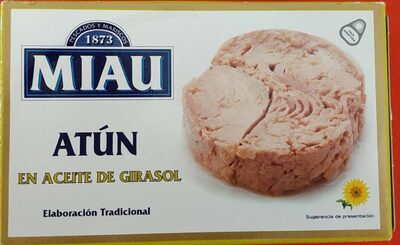 PESCADOS Y MARISCOS
1873
MIAU
ATÚN
EN ACEITE DE GIRASOL
Elaboración Tradicional
Sugerencia de presentación